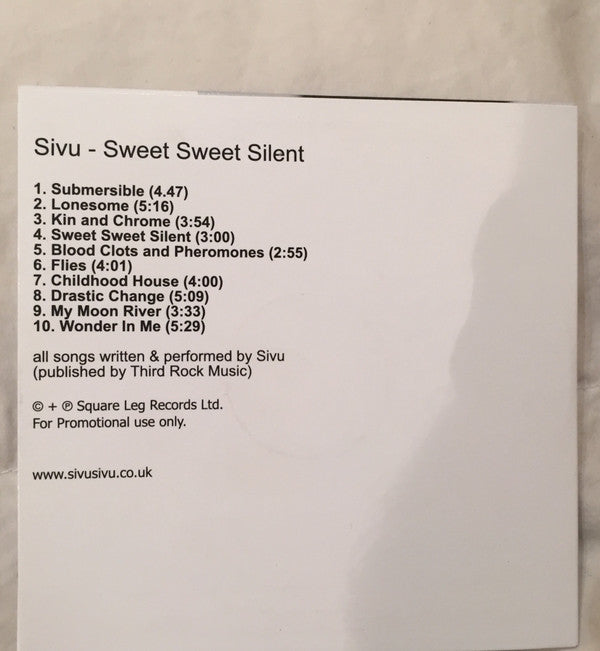 Sivu - Sweet Sweet Silent
1. Submersible (4.47)
2. Lonesome (5:16)
3. Kin and Chrome (3:54)
4. Sweet Sweet Silent (3:00)
5. Blood Clots and Pheromones (2:55)
6. Flies (4:01)
7. Childhood House (4:00)
8. Drastic Change (5:09)
9. My Moon River (3:33)
10. Wonder In Me (5:29)
all songs written & performed by Sivu
(published by Third Rock Music)
© + ℗ Square Leg Records Ltd.
For Promotional use only.
www.sivusivu.co.uk